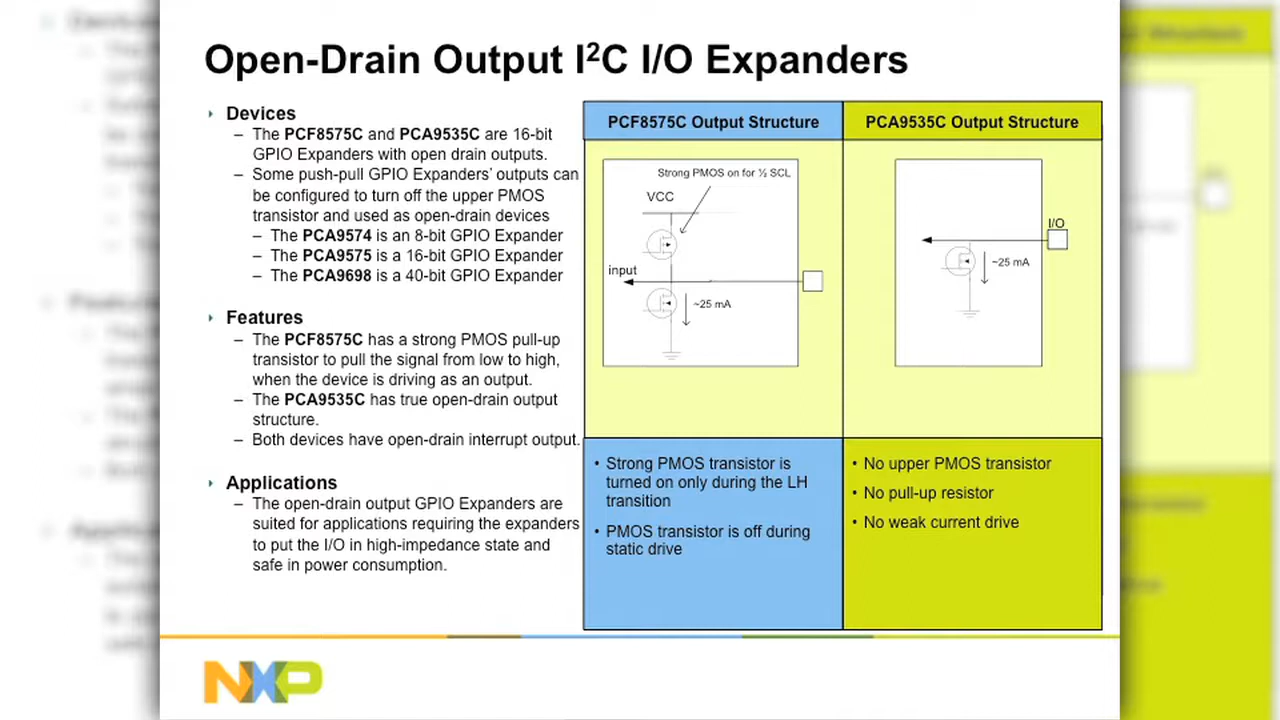 Open-Drain Output I²C I/O Expanders
Devices
– The PCF8575C and PCA9535C are 16-bit
GPIO Expanders with open drain outputs.
– Some push-pull GPIO Expanders' outputs can
be configured to turn off the upper PMOS
transistor and used as open-drain devices
– The PCA9574 is an 8-bit GPIO Expander
– The PCA9575 is a 16-bit GPIO Expander
– The PCA9698 is a 40-bit GPIO Expander
Features
– The PCF8575C has a strong PMOS pull-up
transistor to pull the signal from low to high,
when the device is driving as an output.
– The PCA9535C has true open-drain output
structure.
– Both devices have open-drain interrupt output.
Applications
– The open-drain output GPIO Expanders are
suited for applications requiring the expanders
to put the I/O in high-impedance state and
safe in power consumption.
PCF8575C Output Structure
Strong PMOS on for ½ SCL
VCC
input
~25 mA
• Strong PMOS transistor is
turned on only during the LH
transition
• PMOS transistor is off during
static drive
PCA9535C Output Structure
I/O
~25 mA
• No upper PMOS transistor
• No pull-up resistor
• No weak current drive
NXP